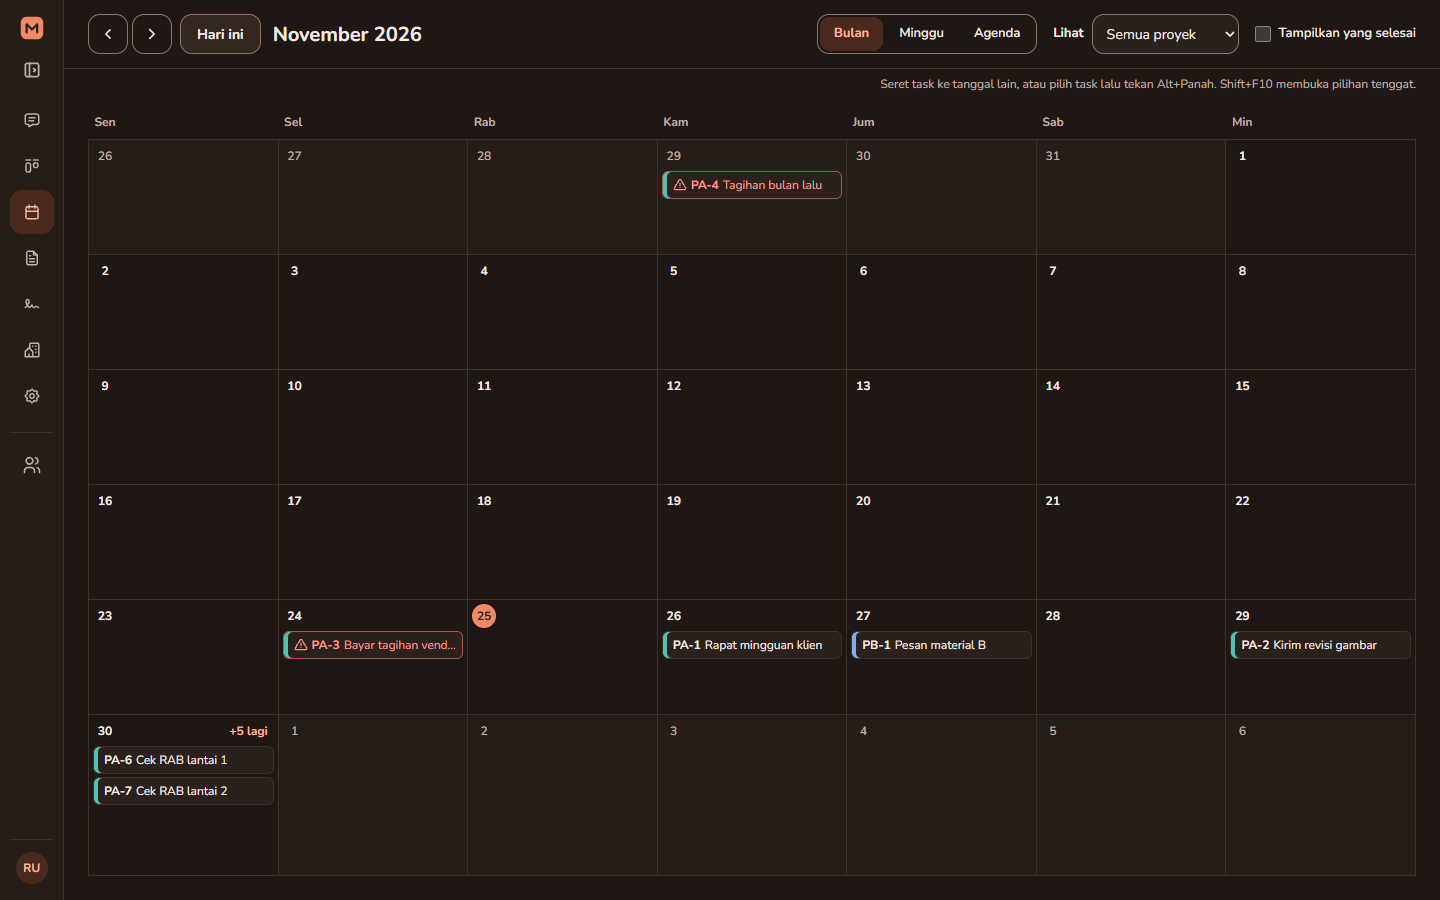 M
Hari ini
November 2026
Bulan
Minggu
Agenda
Lihat
Semua proyek
Tampilkan yang selesai
Seret task ke tanggal lain, atau pilih task lalu tekan Alt+Panah. Shift+F10 membuka pilihan tenggat.
Sen
Sel
Rab
Kam
Jum
Sab
Min
26
27
28
29
PA-4 Tagihan bulan lalu
30
31
1
2
3
4
5
6
7
8
9
10
11
12
13
14
15
16
17
18
19
20
21
22
23
24
PA-3 Bayar tagihan vend...
25
26
PA-1 Rapat mingguan klien
27
PB-1 Pesan material B
28
29
PA-2 Kirim revisi gambar
30
+5 lagi
PA-6 Cek RAB lantai 1
PA-7 Cek RAB lantai 2
1
2
3
4
5
6
RU